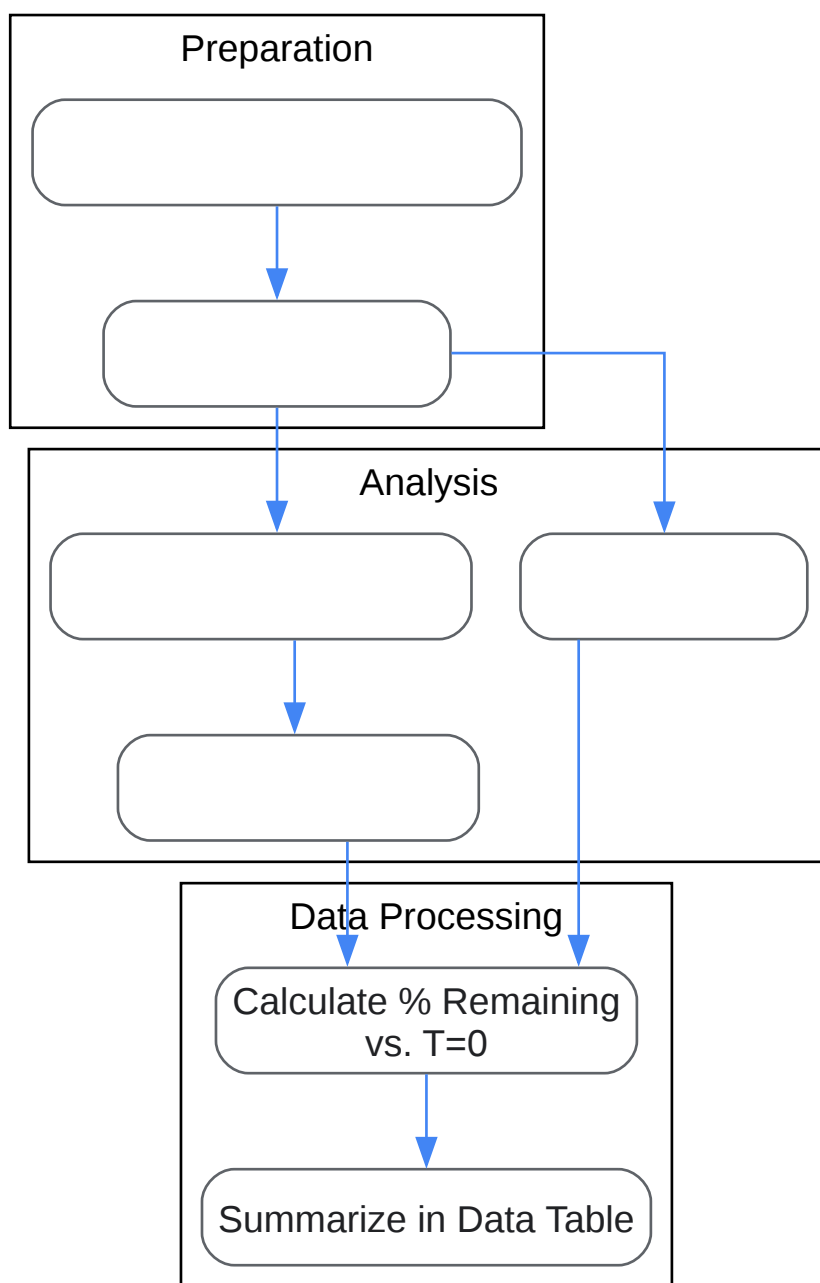 Preparation
Analysis
Data Processing
Calculate % Remaining
vs. T=0
Summarize in Data Table